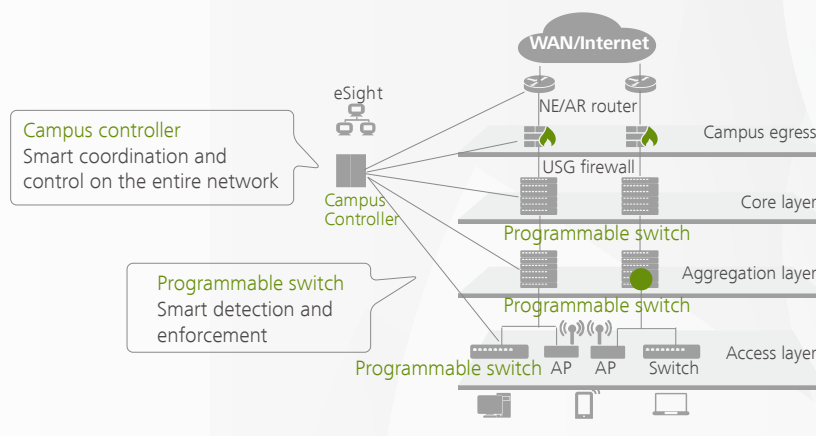 WAN/Internet
eSight
NE/AR router
Campus controller
Smart coordination and
control on the entire network
Campus egress
USG firewall
Campus
Controller
Core layer
Programmable switch
Programmable switch
Smart detection and
enforcement
Aggregation layer
Programmable switch
Access layer
Programmable switch
AP
AP
Switch